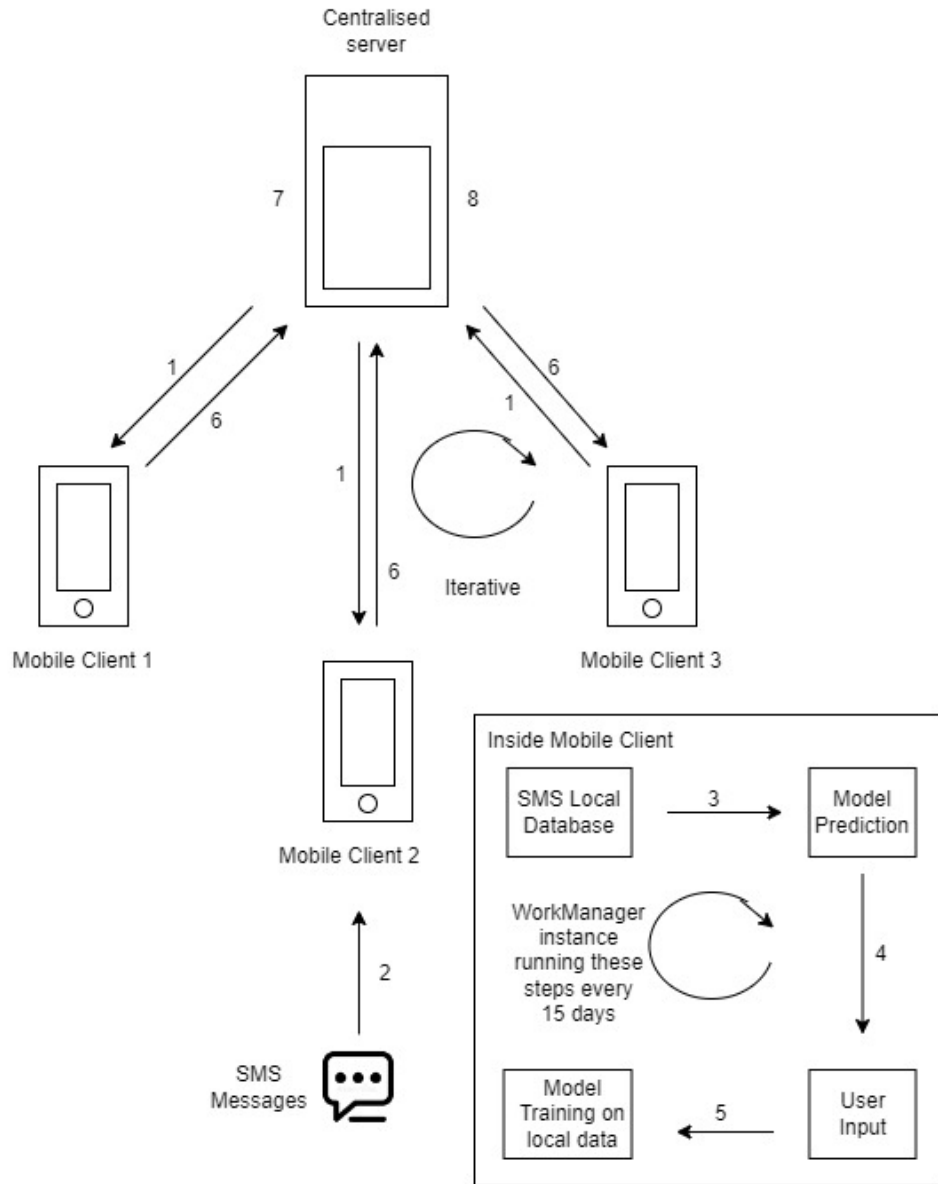 Centralised
server
7
8
1
6
1
6
6
1
Iterative
Mobile Client 1
Mobile Client 3
Mobile Client 2
2
SMS
Messages
Inside Mobile Client
SMS Local
Database
3
Model
Prediction
WorkManager
instance
running these
steps every
15 days
4
Model
Training on
local data
5
User
Input